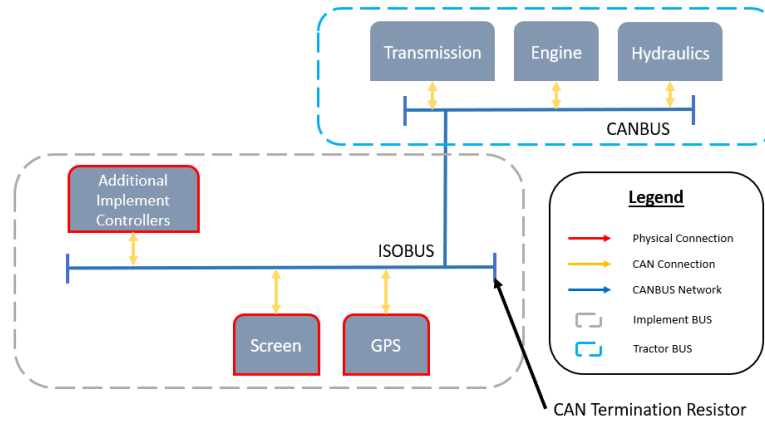 Transmission
Engine
Hydraulics
CANBUS
Additional
Implement
Controllers
ISOBUS
Screen
GPS
Legend
Physical Connection
CAN Connection
CANBUS Network
Implement BUS
Tractor BUS
CAN Termination Resistor